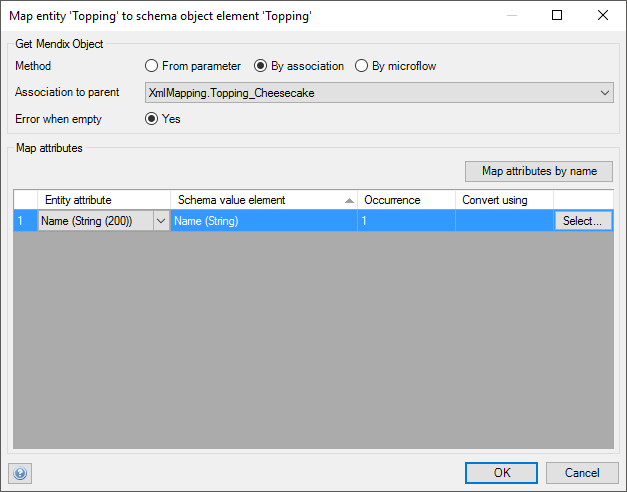 Map entity 'Topping' to schema object element 'Topping'
Get Mendix Object
Method From parameter By association By microflow
Association to parent XmlMapping.Topping_Cheesecake
Error when empty Yes
Map attributes
Map attributes by name
Entity attribute Schema value element Occurrence Convert using
1 Name (String (200)) Name (String) 1 Select...
? OK Cancel